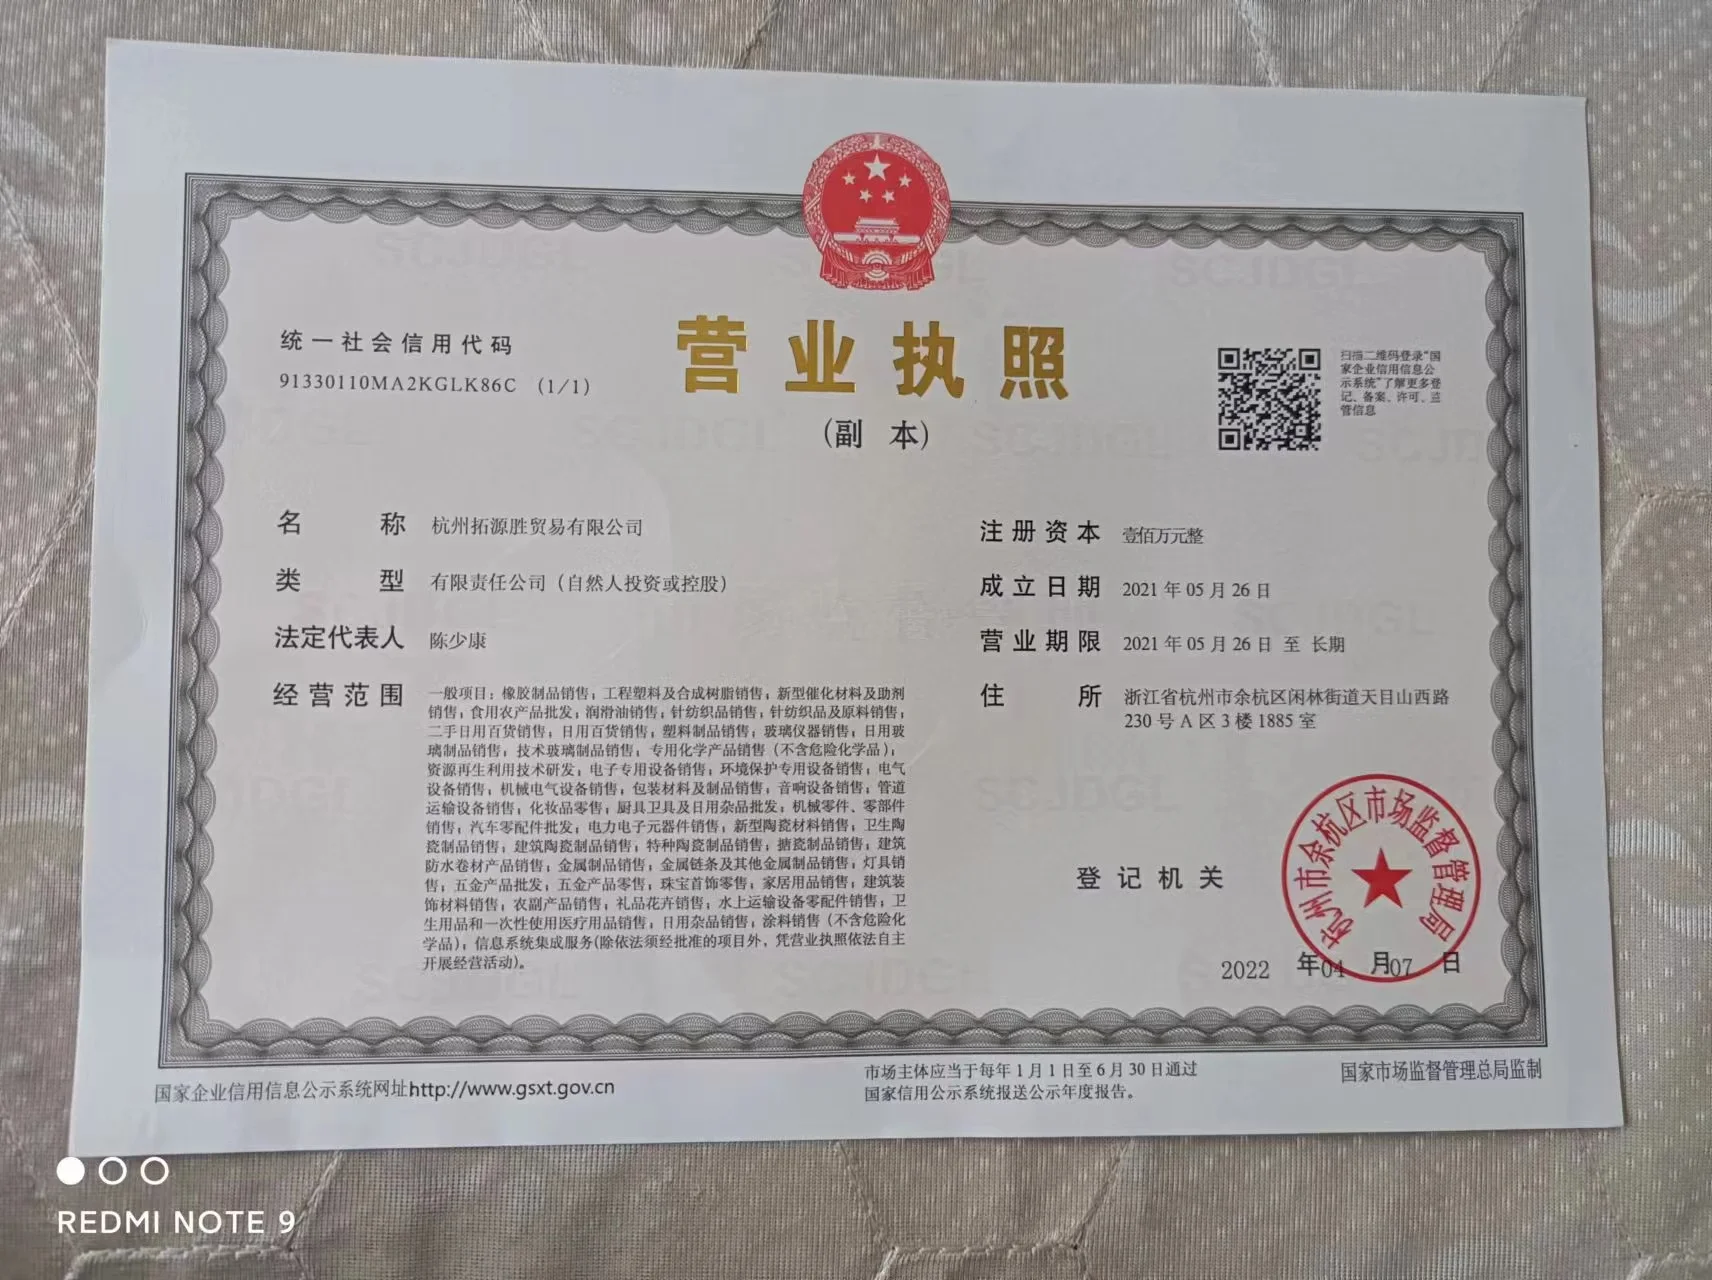 统一社会信用代码
91330110MA2KGLK86C (1/1)
营业执照
(副 本)
扫描二维码登录"国
家企业信用信息公
示系统"了解更多登
记、备案、许可、监
管信息
名 称 杭州拓源胜贸易有限公司
类 型 有限责任公司(自然人投资或控股)
法定代表人 陈少康
经营范围 一般项目:橡胶制品销售;工程塑料及合成树脂销售;新型催化材料及助剂
销售;食用农产品批发;润滑油销售;针纺织品销售;针纺织品及原料销售;
二手日用百货销售;日用百货销售;塑料制品销售;玻璃仪器销售;日用玻
璃制品销售;技术玻璃制品销售;专用化学产品销售(不含危险化学品);
资源再生利用技术研发;电子专用设备销售;环境保护专用设备销售;电气
设备销售;机械电气设备销售;包装材料及制品销售;音响设备销售;管道
运输设备销售;化妆品零售;厨具卫具及日用杂品批发;机械零件、零部件
销售;汽车零配件批发;电力电子元器件销售;新型陶瓷材料销售;卫生陶
瓷制品销售;建筑陶瓷制品销售;特种陶瓷制品销售;搪瓷制品销售;建筑
防水卷材产品销售;金属制品销售;金属链条及其他金属制品销售;灯具销
售;五金产品批发;五金产品零售;珠宝首饰零售;家居用品销售;建筑装
饰材料销售;农副产品销售;礼品花卉销售;水上运输设备零配件销售;卫
生用品和一次性使用医疗用品销售;日用杂品销售;涂料销售(不含危险化
学品);信息系统集成服务(除依法须经批准的项目外,凭营业执照依法自主
开展经营活动)。
注册资本 壹佰万元整
成立日期 2021年05月26日
营业期限 2021年05月26日 至 长期
住 所 浙江省杭州市余杭区闲林街道天目山西路
230号A区3楼1885室
登记机关
杭州市余杭区市场监督管理局
2022 年04 月07 日
国家企业信用信息公示系统网址http://www.gsxt.gov.cn
市场主体应当于每年1月1日至6月30日通过
国家信用公示系统报送公示年度报告。
国家市场监督管理总局监制
REDMI NOTE 9